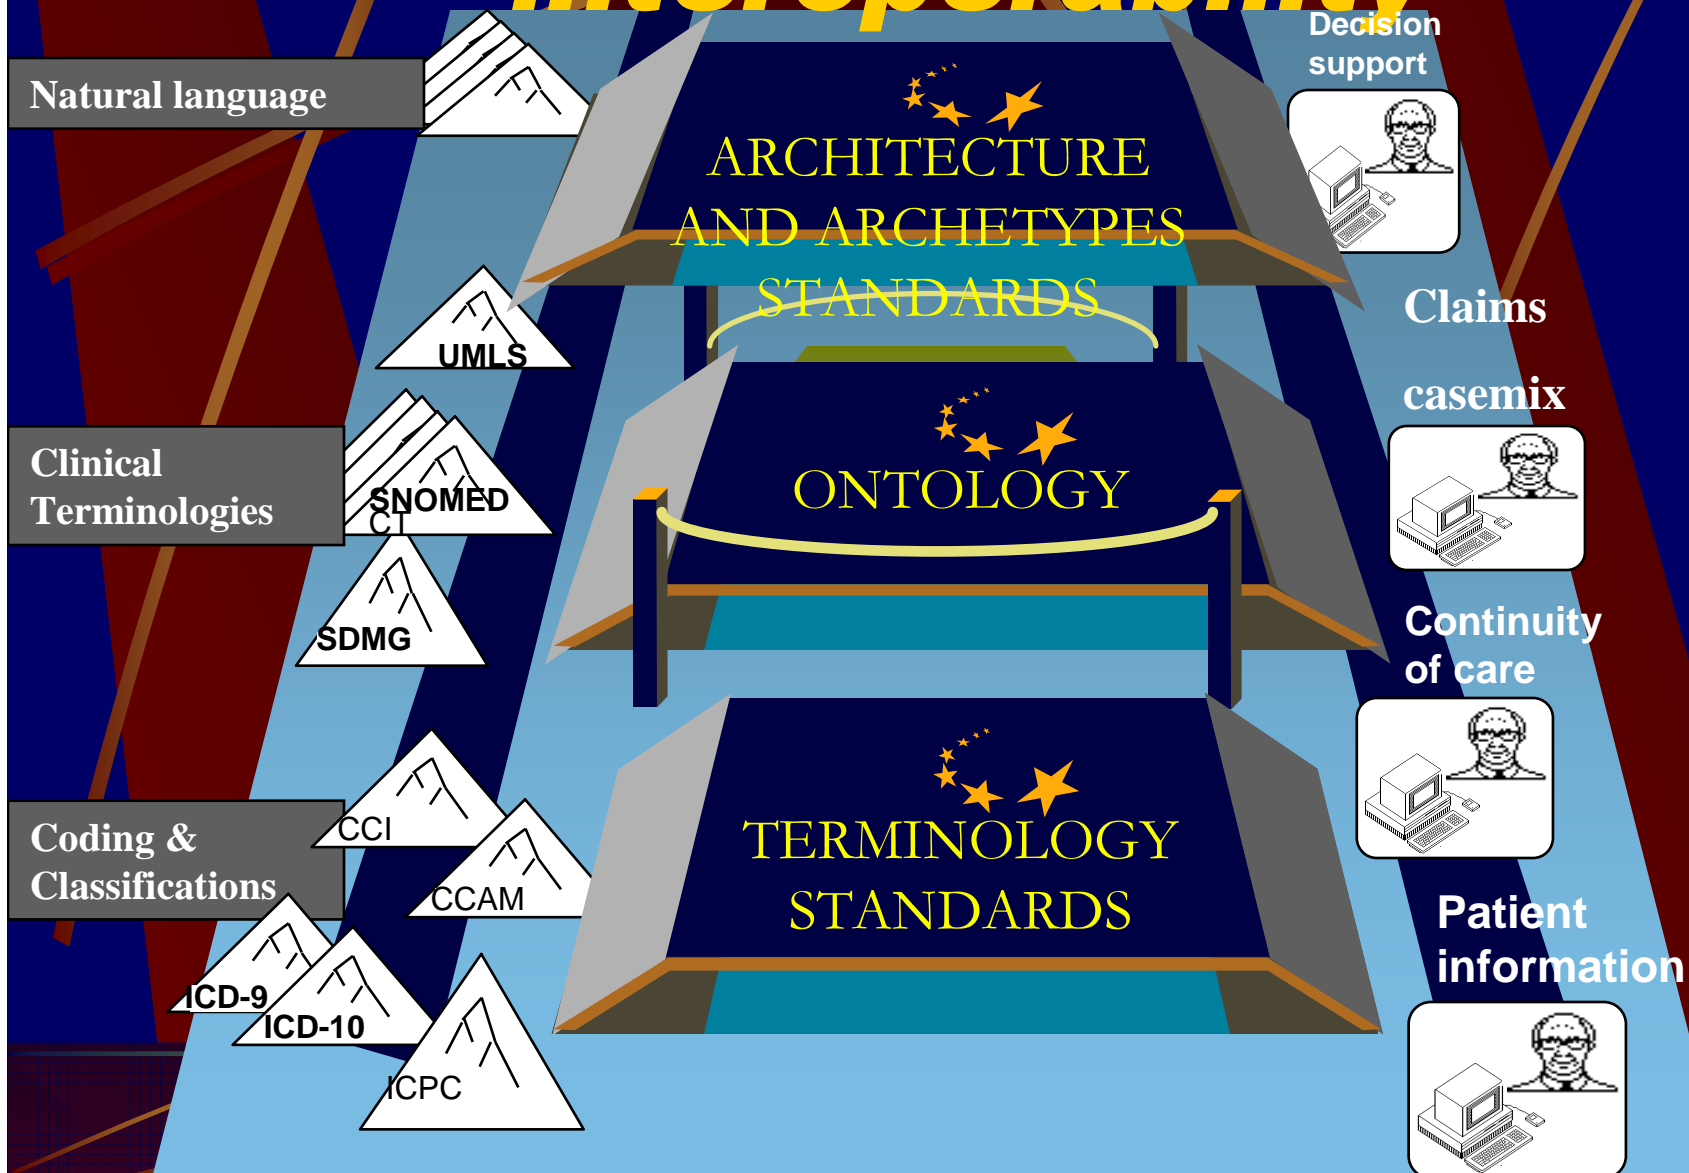 Interoperability
Natural language
UMLS
Clinical
Terminologies
SNOMED
CT
SDMG
Coding &
Classifications
CCI
CCAM
ICD-9
ICD-10
ICPC
ARCHITECTURE
AND ARCHETYPES
STANDARDS
ONTOLOGY
TERMINOLOGY
STANDARDS
Decision
support
Claims
casemix
Continuity
of care
Patient
information